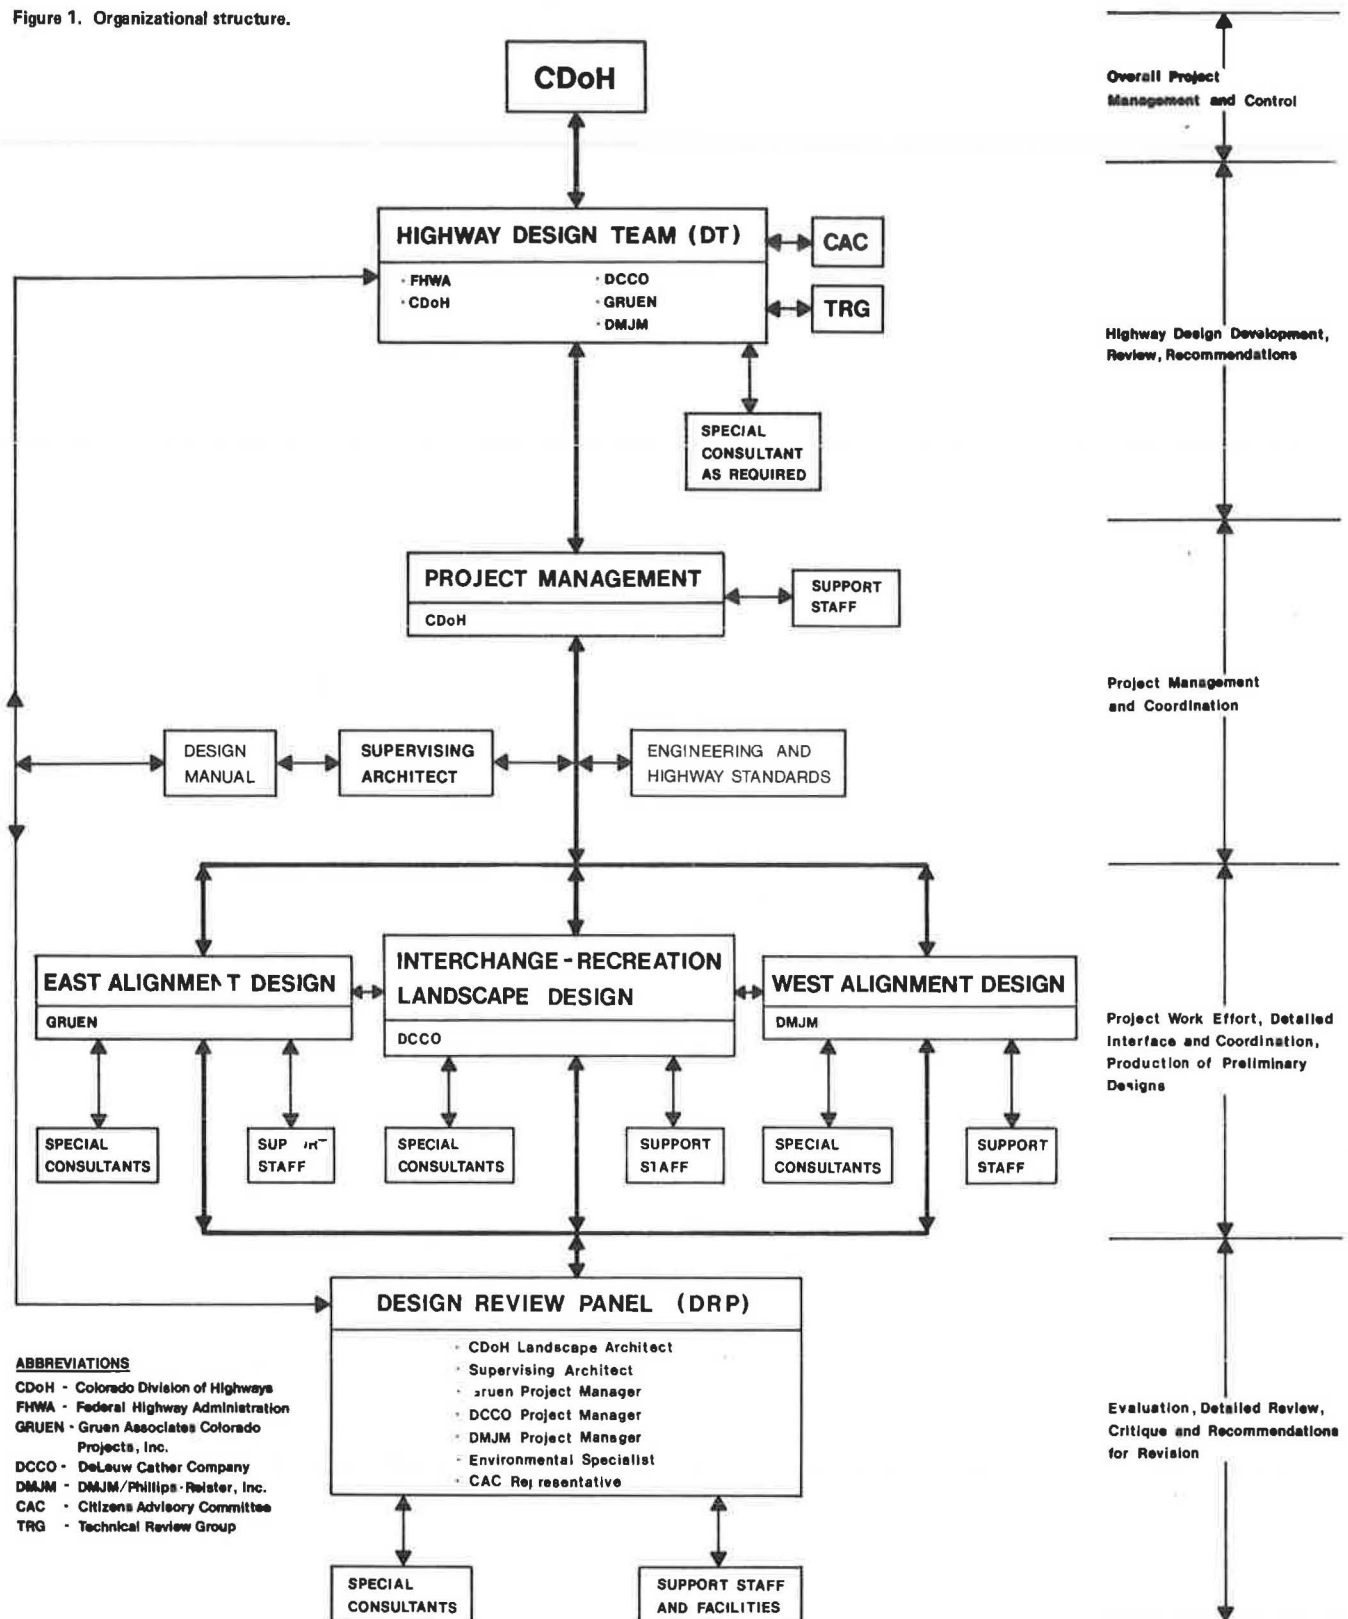 Figure 1. Organizational structure.
CDoH
Overall Project
Management and Control
HIGHWAY DESIGN TEAM (DT)
· FHWA
· CDoH
· DCCO
· GRUEN
· DMJM
CAC
TRG
Highway Design Development,
Review, Recommendations
SPECIAL
CONSULTANT
AS REQUIRED
PROJECT MANAGEMENT
CDoH
SUPPORT
STAFF
Project Management
and Coordination
DESIGN
MANUAL
SUPERVISING
ARCHITECT
ENGINEERING AND
HIGHWAY STANDARDS
EAST ALIGNMENT DESIGN
GRUEN
INTERCHANGE-RECREATION
LANDSCAPE DESIGN
DCCO
WEST ALIGNMENT DESIGN
DMJM
Project Work Effort, Detailed
Interface and Coordination,
Production of Preliminary
Designs
SPECIAL
CONSULTANTS
STAFF
SPECIAL
CONSULTANTS
SUPPORT
STAFF
SPECIAL
CONSULTANTS
SUPPORT
STAFF
DESIGN REVIEW PANEL (DRP)
· CDoH Landscape Architect
· Supervising Architect
· Gruen Project Manager
· DCCO Project Manager
· DMJM Project Manager
· Environmental Specialist
· CAC Representative
Evaluation, Detailed Review,
Critique and Recommendations
for Revision
ABBREVIATIONS
CDoH - Colorado Division of Highways
FHWA - Federal Highway Administration
GRUEN - Gruen Associates Colorado
Projects, Inc.
DCCO - DeLeuw Cather Company
DMJM - DMJM/Phillips-Reister, Inc.
CAC - Citizens Advisory Committee
TRG - Technical Review Group
SPECIAL
CONSULTANTS
SUPPORT STAFF
AND FACILITIES